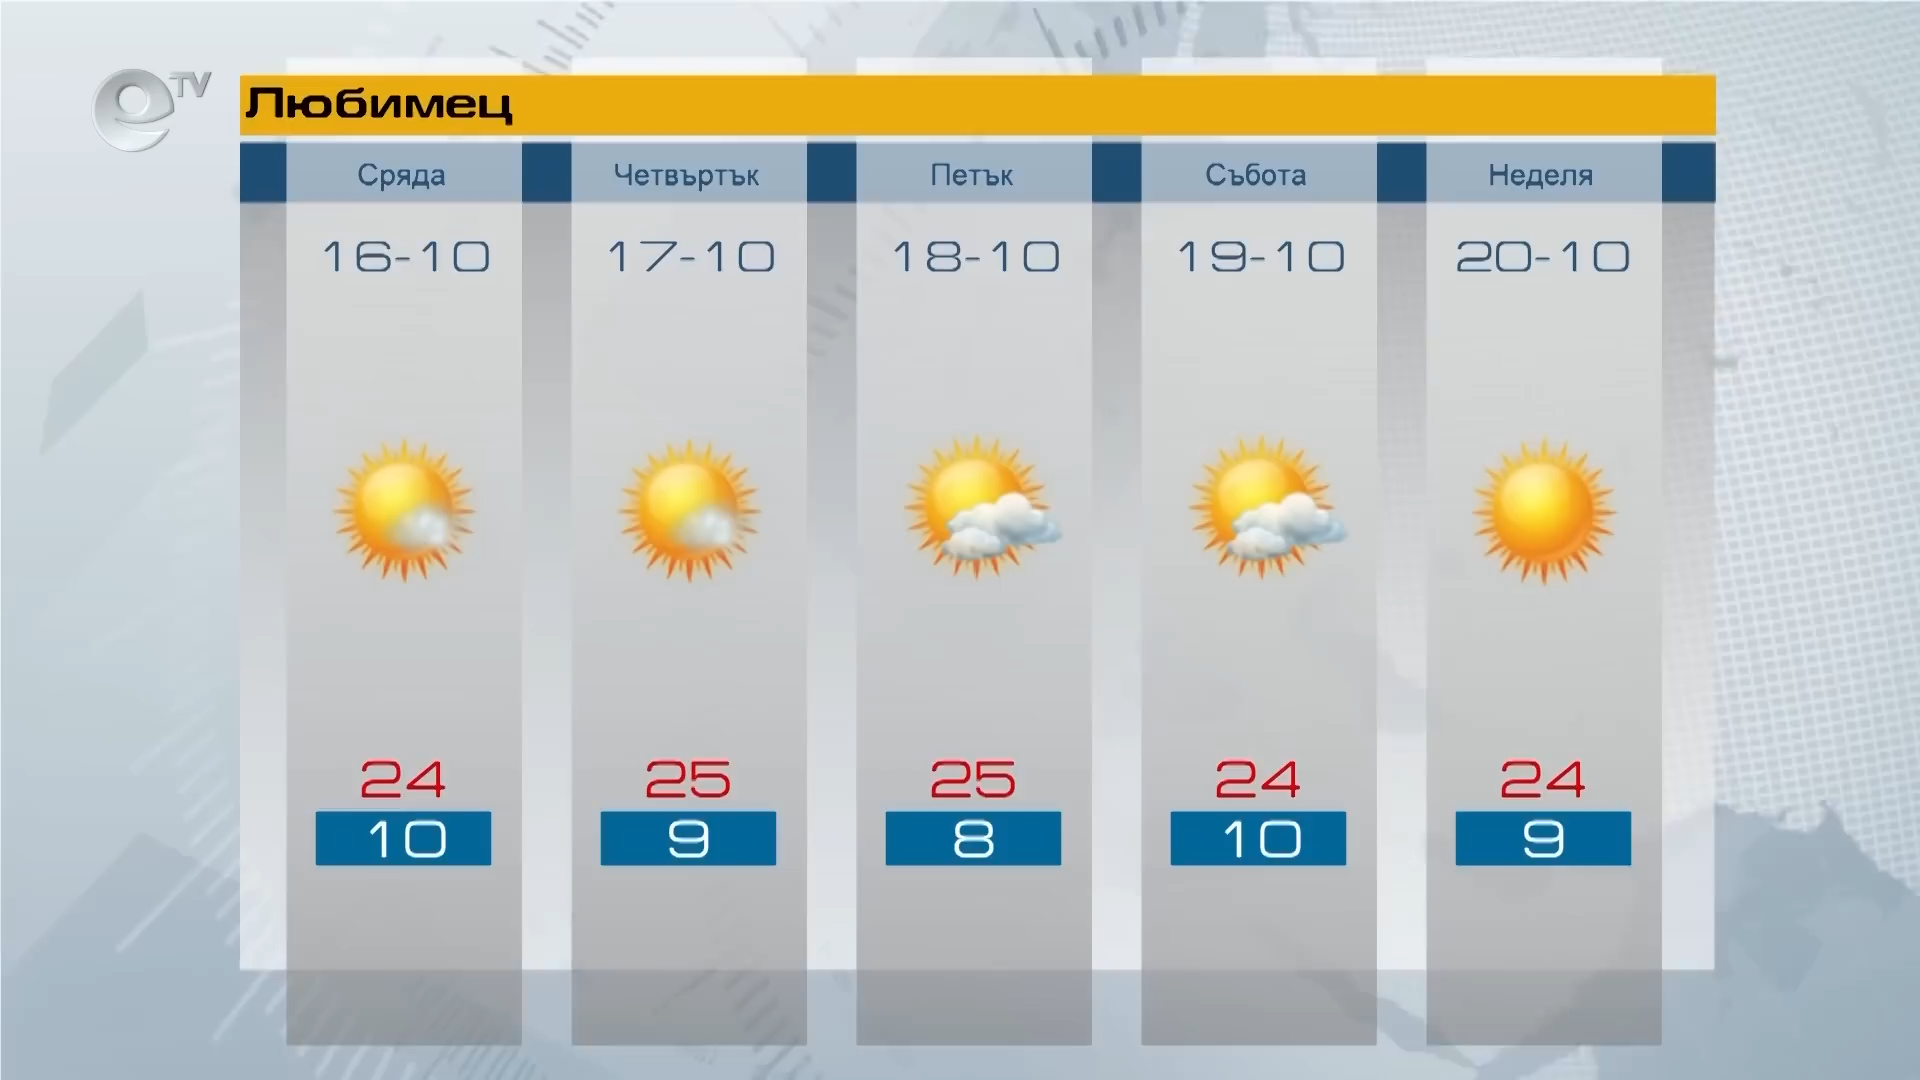 eTV
Любимец
Сряда Четвъртък Петък Събота Неделя
16-10 17-10 18-10 19-10 20-10
24 25 25 24 24
10 9 8 10 9